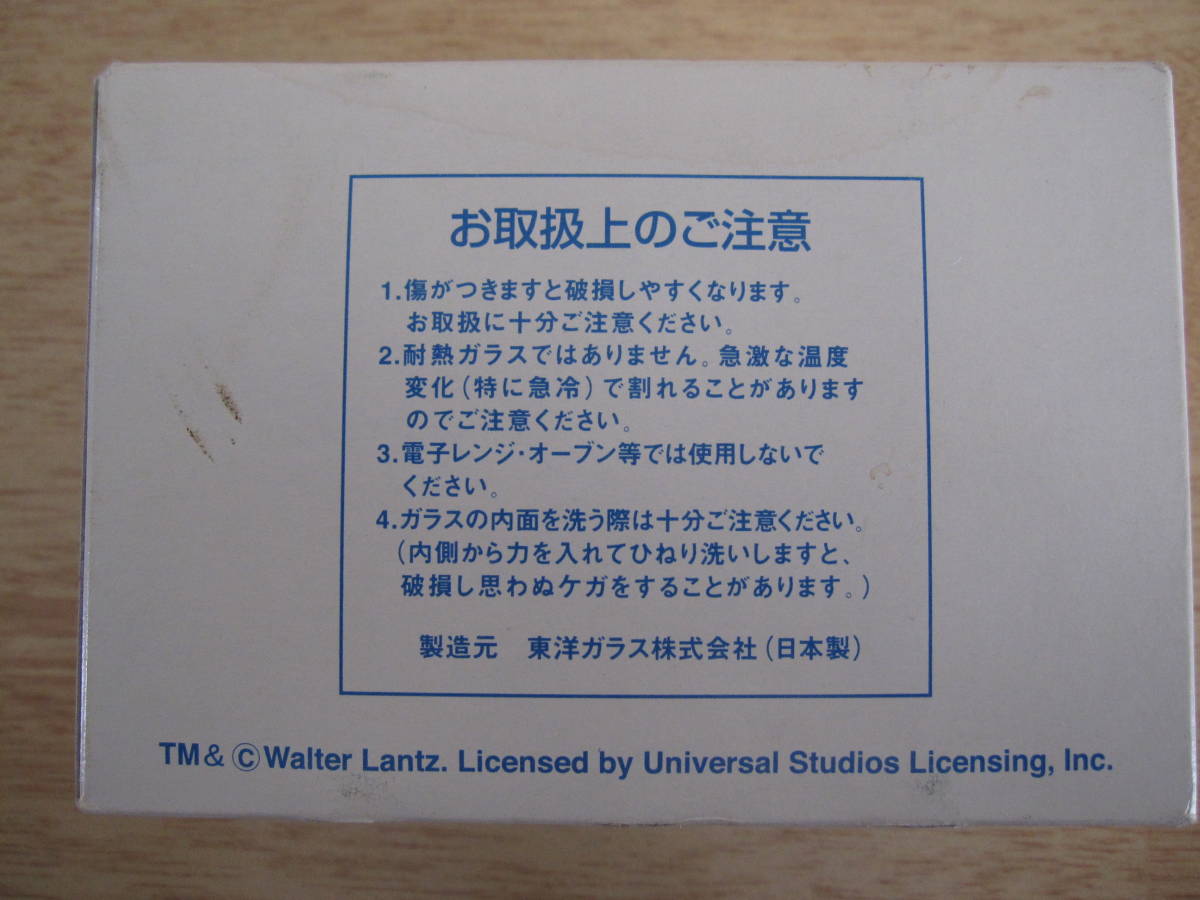 お取扱上のご注意
1.傷がつきますと破損しやすくなります。
お取扱に十分ご注意ください。
2.耐熱ガラスではありません。急激な温度
変化(特に急冷)で割れることがあります
のでご注意ください。
3.電子レンジ・オーブン等では使用しないで
ください。
4.ガラスの内面を洗う際は十分ご注意ください。
(内側から力を入れてひねり洗いしますと、
破損し思わぬケガをすることがあります。)
製造元 東洋ガラス株式会社(日本製)
TM & ©Walter Lantz. Licensed by Universal Studios Licensing, Inc.